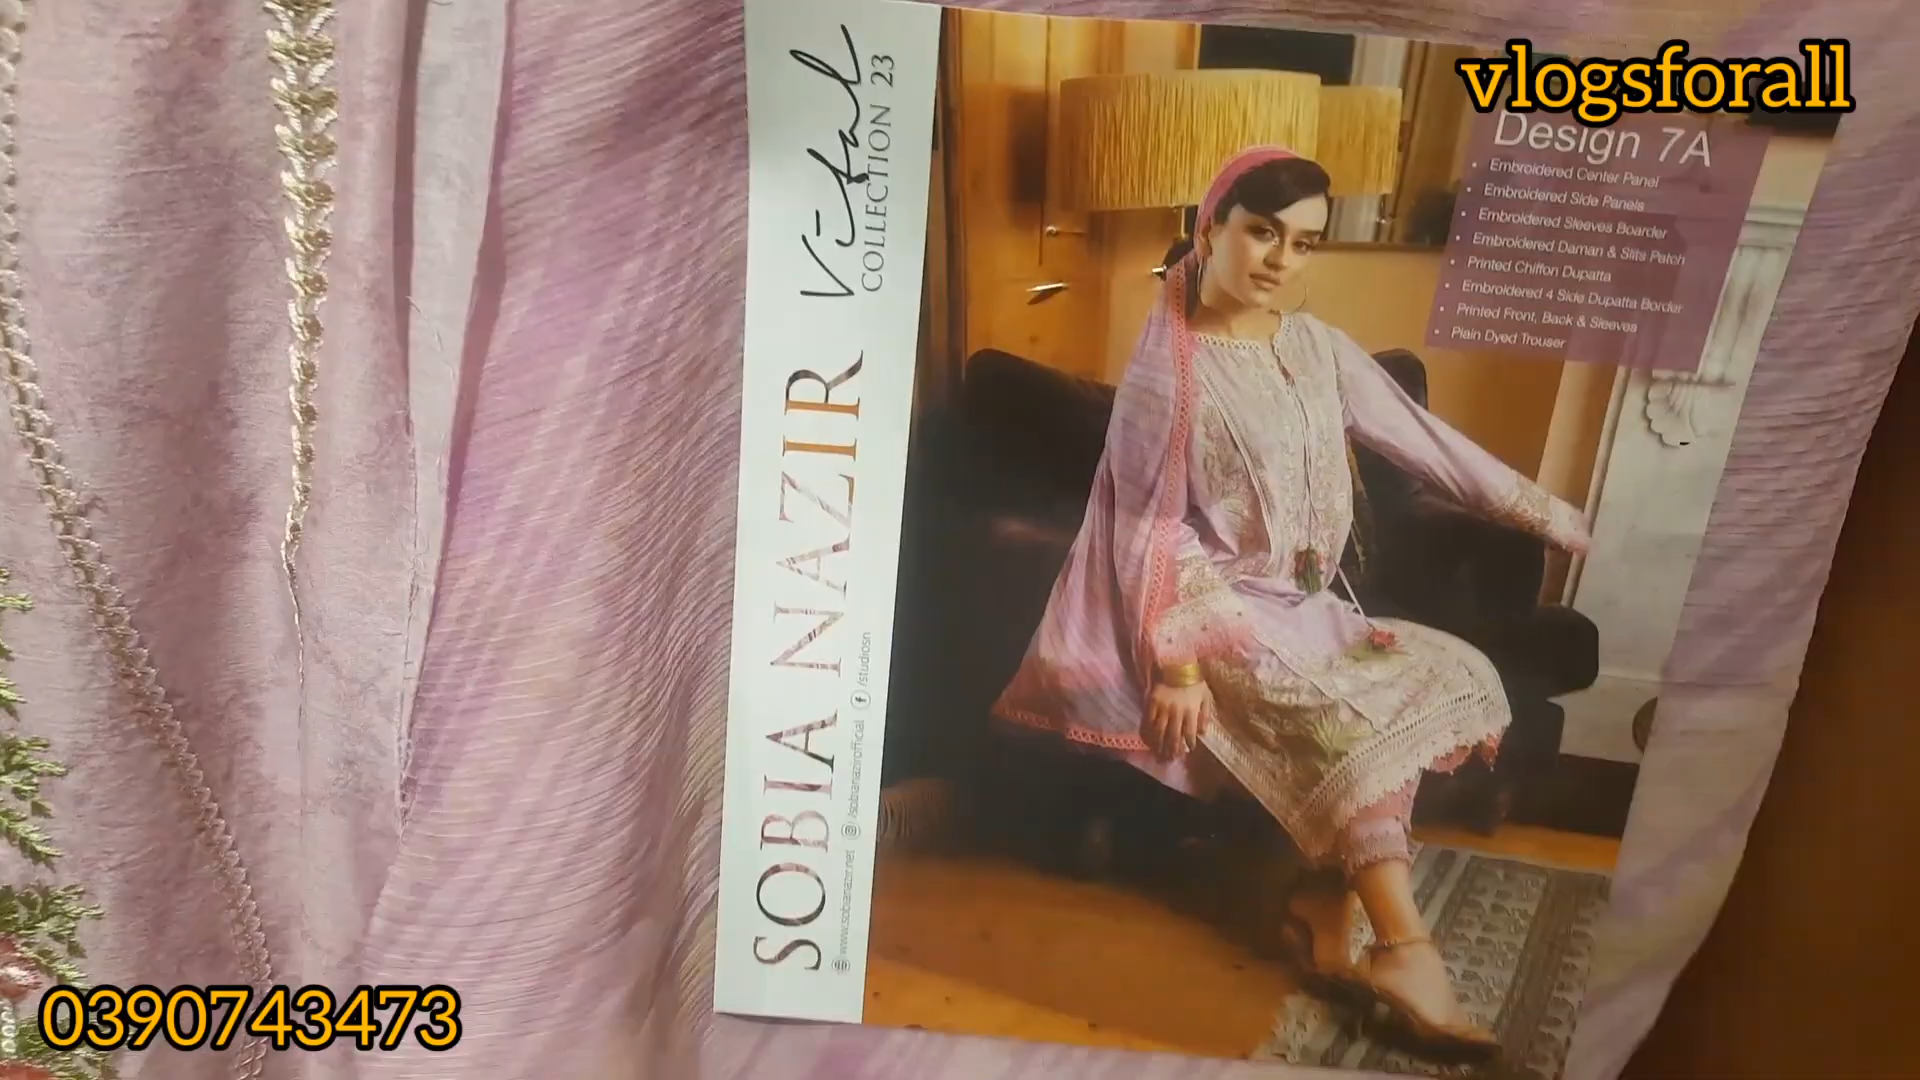 vlogsforall
Design 7A
• Embroidered Center Panel
• Embroidered Side Panels
• Embroidered Sleeves Boarder
• Embroidered Daman & Slits Patch
• Printed Chiffon Dupatta
• Embroidered 4 Side Dupatta Border
• Printed Front, Back & Sleeves
• Plain Dyed Trouser
Vital
COLLECTION 23
SOBIA NAZIR
www.sobianazir.net /sobianazirofficial /studiosn
0390743473